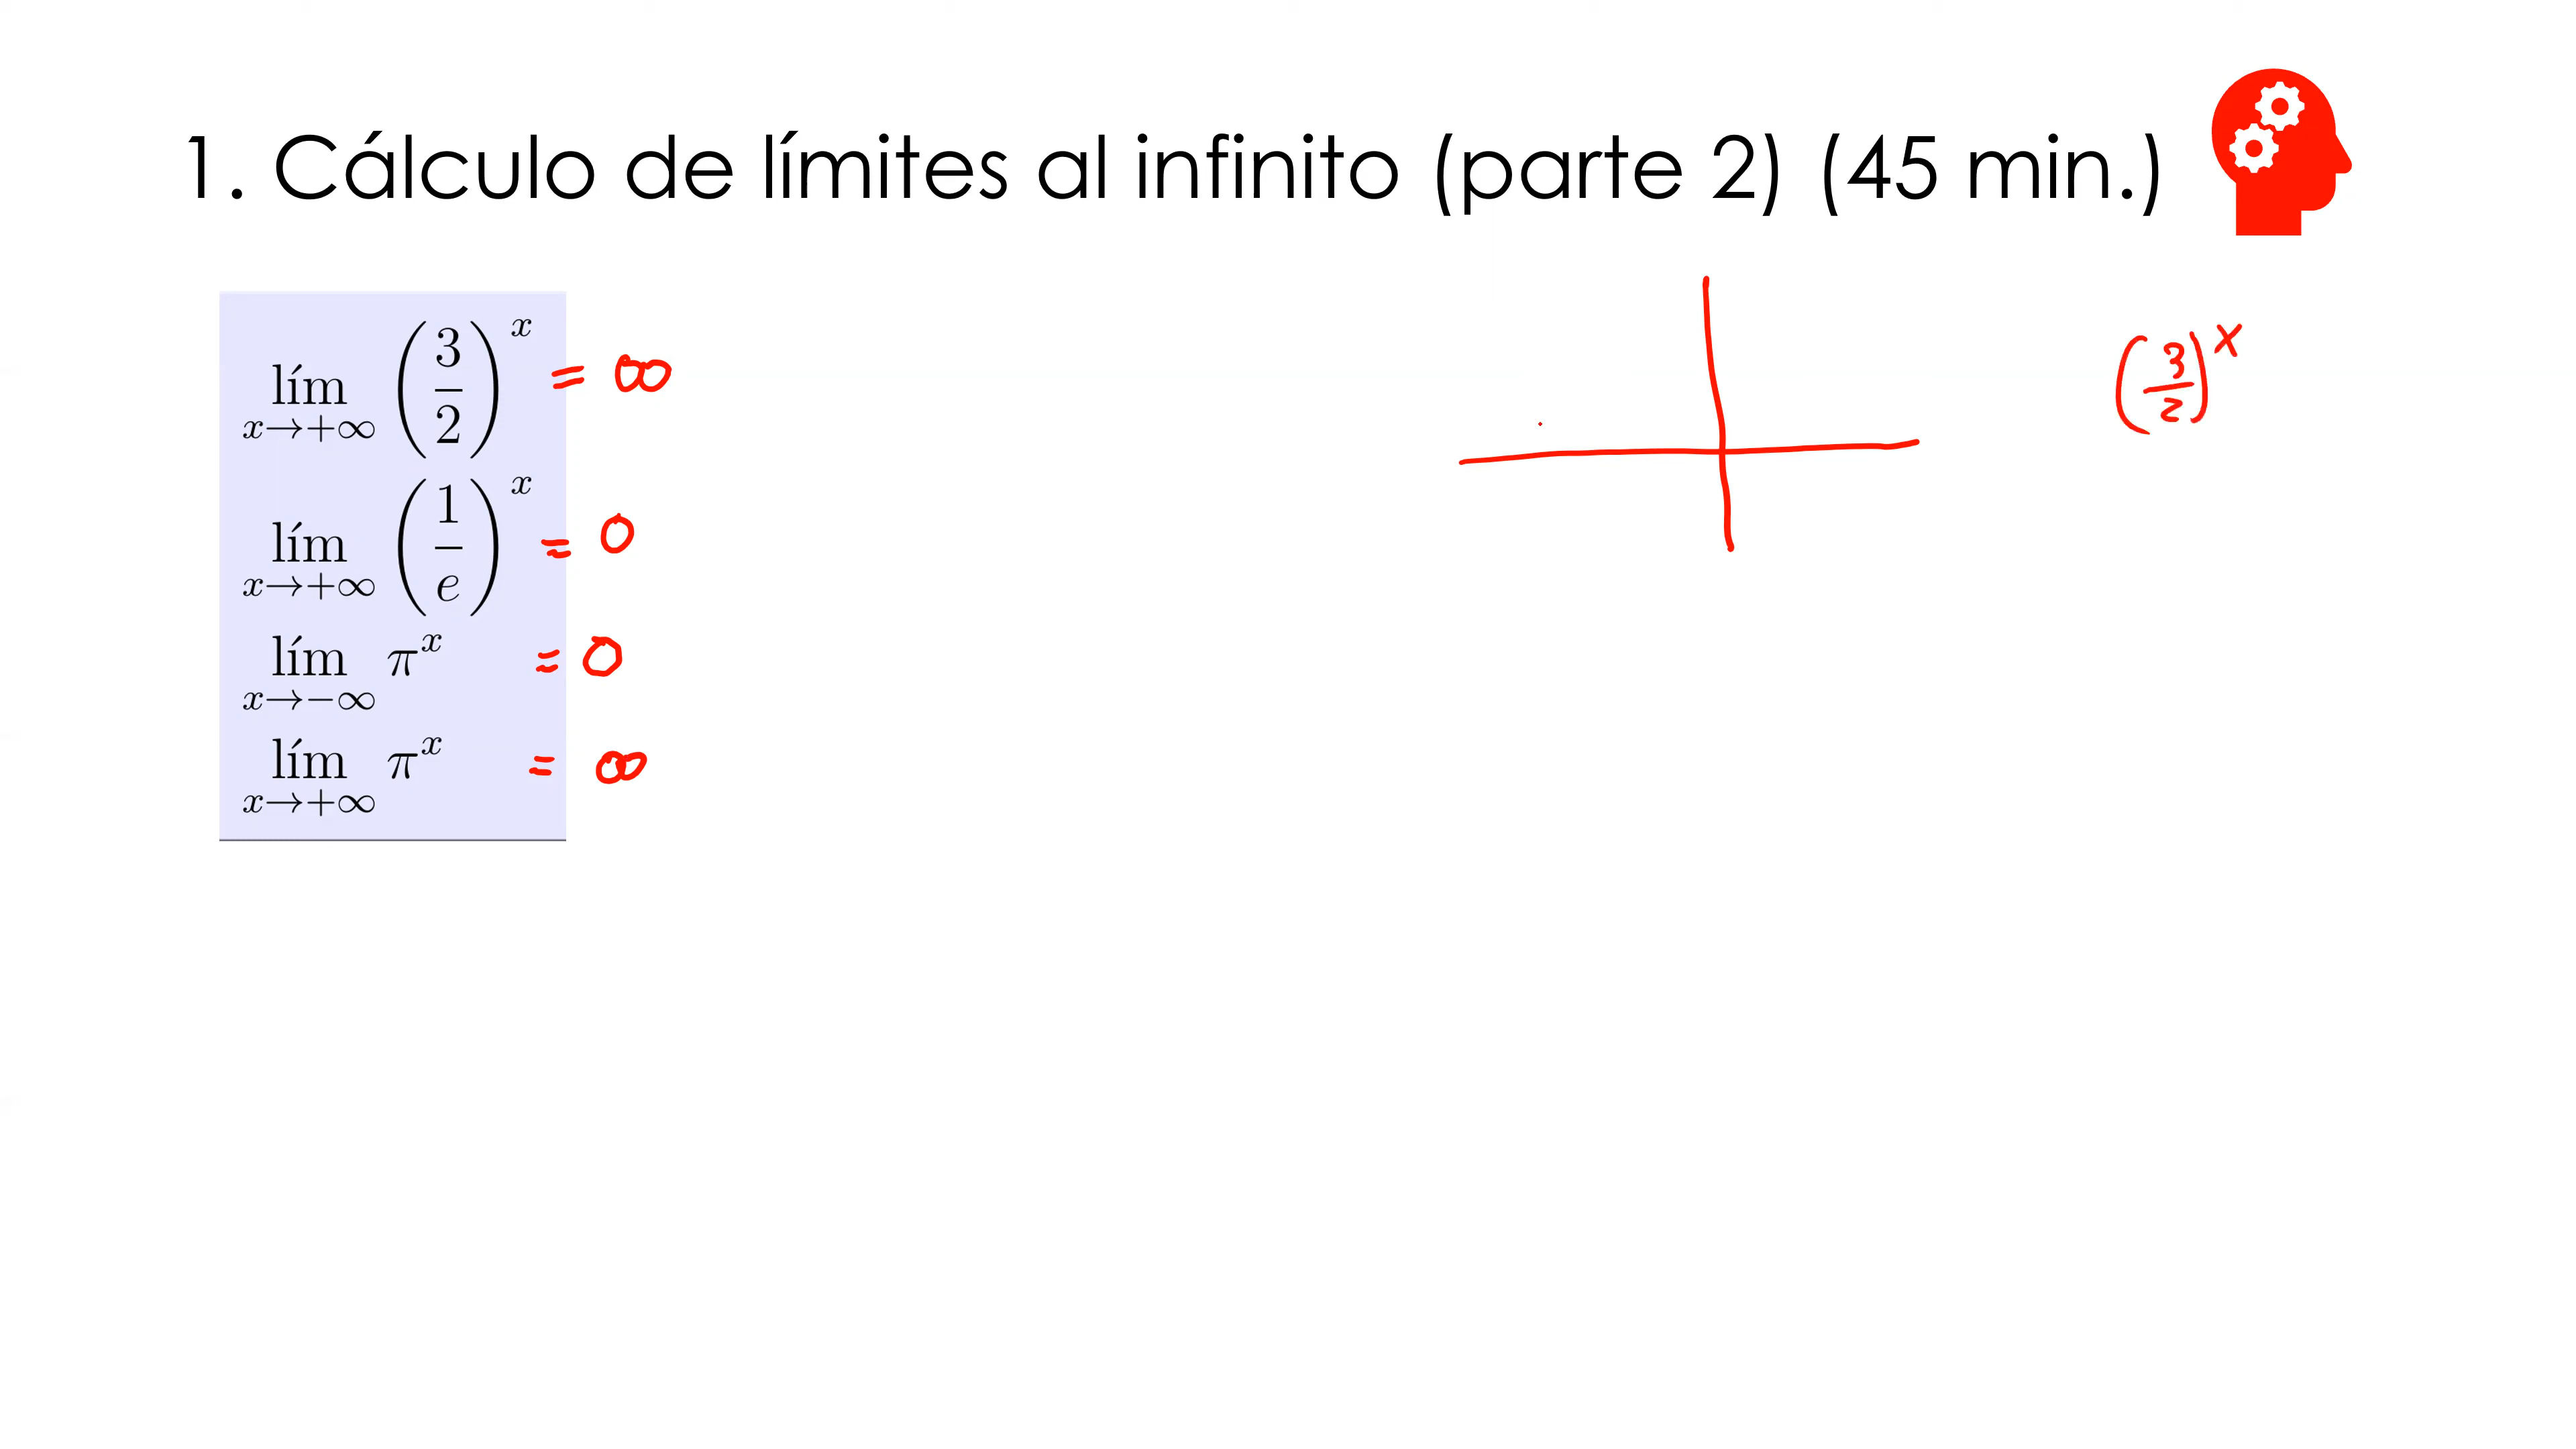 1. Cálculo de límites al infinito (parte 2) (45 min.)
lím x→+∞ (3/2)^x = ∞
lím x→+∞ (1/e)^x = 0
lím x→−∞ π^x = 0
lím x→+∞ π^x = ∞
(3/2)^x